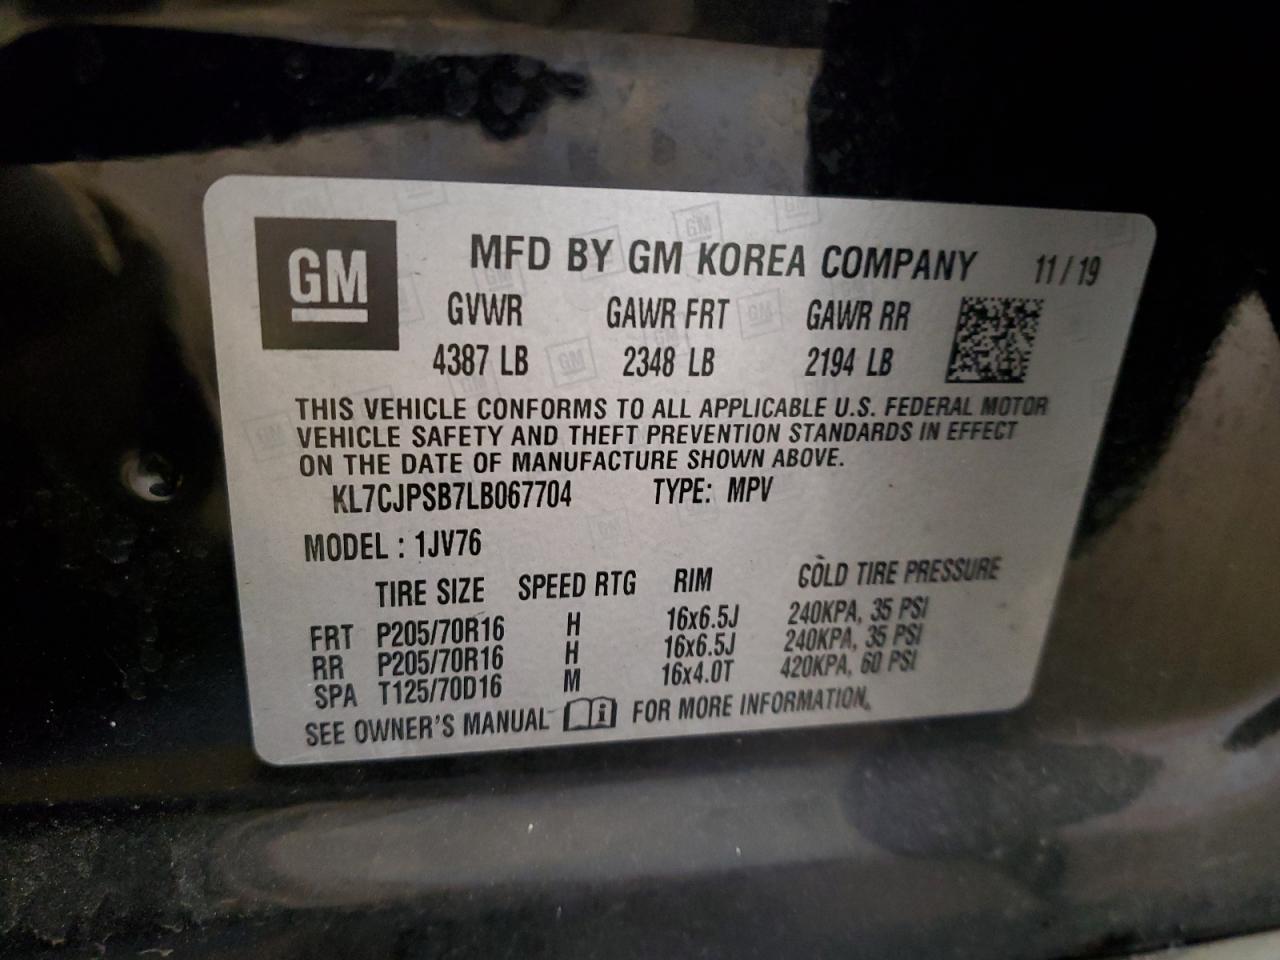 GM
MFD BY GM KOREA COMPANY 11/19
GVWR GAWR FRT GAWR RR
4387 LB 2348 LB 2194 LB
THIS VEHICLE CONFORMS TO ALL APPLICABLE U.S. FEDERAL MOTOR
VEHICLE SAFETY AND THEFT PREVENTION STANDARDS IN EFFECT
ON THE DATE OF MANUFACTURE SHOWN ABOVE.
KL7CJPSB7LB067704 TYPE: MPV
MODEL : 1JV76
TIRE SIZE SPEED RTG RIM COLD TIRE PRESSURE
FRT P205/70R16 H 16x6.5J 240KPA, 35 PSI
RR P205/70R16 H 16x6.5J 240KPA, 35 PSI
SPA T125/70D16 M 16x4.0T 420KPA, 60 PSI
SEE OWNER'S MANUAL i FOR MORE INFORMATION.